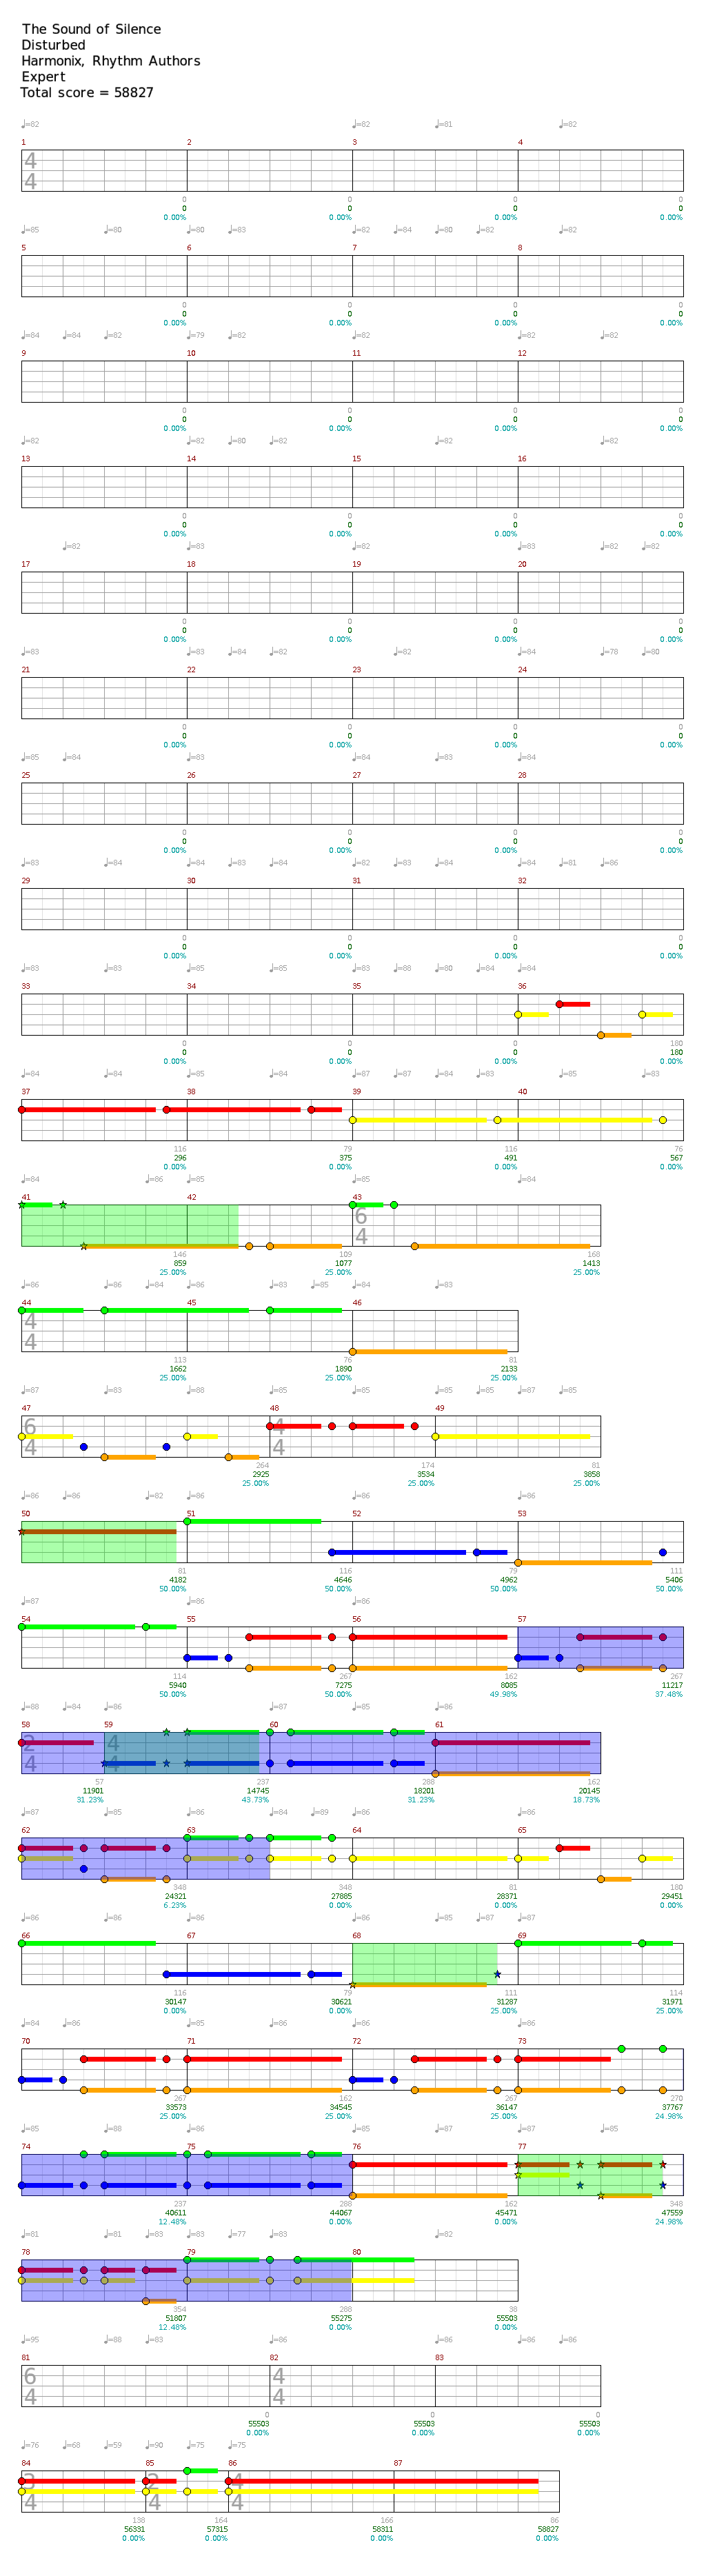 The Sound of Silence
Disturbed
Harmonix, Rhythm Authors
Expert
Total score = 58827
♩=82 ♩=82 ♩=81 ♩=82
1 2 3 4
4
4
0 0 0 0
0 0 0 0
0.00% 0.00% 0.00% 0.00%
♩=85 ♩=80 ♩=80 ♩=83 ♩=82 ♩=84 ♩=80 ♩=82 ♩=82
5 6 7 8
0 0 0 0
0 0 0 0
0.00% 0.00% 0.00% 0.00%
♩=84 ♩=84 ♩=82 ♩=79 ♩=82 ♩=82 ♩=82 ♩=82
9 10 11 12
0 0 0 0
0 0 0 0
0.00% 0.00% 0.00% 0.00%
♩=82 ♩=82 ♩=80 ♩=82 ♩=82 ♩=82
13 14 15 16
0 0 0 0
0 0 0 0
0.00% 0.00% 0.00% 0.00%
♩=82 ♩=83 ♩=82 ♩=83 ♩=82 ♩=82
17 18 19 20
0 0 0 0
0 0 0 0
0.00% 0.00% 0.00% 0.00%
♩=83 ♩=83 ♩=84 ♩=82 ♩=82 ♩=84 ♩=78 ♩=80
21 22 23 24
0 0 0 0
0 0 0 0
0.00% 0.00% 0.00% 0.00%
♩=85 ♩=84 ♩=83 ♩=84 ♩=83 ♩=84
25 26 27 28
0 0 0 0
0 0 0 0
0.00% 0.00% 0.00% 0.00%
♩=83 ♩=84 ♩=84 ♩=83 ♩=84 ♩=82 ♩=83 ♩=84 ♩=84 ♩=81 ♩=86
29 30 31 32
0 0 0 0
0 0 0 0
0.00% 0.00% 0.00% 0.00%
♩=83 ♩=83 ♩=85 ♩=85 ♩=83 ♩=88 ♩=80 ♩=84 ♩=84
33 34 35 36
0 0 0 180
0 0 0 180
0.00% 0.00% 0.00% 0.00%
♩=84 ♩=84 ♩=85 ♩=84 ♩=87 ♩=87 ♩=84 ♩=83 ♩=85 ♩=83
37 38 39 40
116 79 116 76
296 375 491 567
0.00% 0.00% 0.00% 0.00%
♩=84 ♩=86 ♩=85 ♩=85 ♩=84
41 42 43
6
4
146 109 168
859 1077 1413
25.00% 25.00% 25.00%
♩=86 ♩=86 ♩=84 ♩=86 ♩=83 ♩=85 ♩=84 ♩=83
44 45 46
4
4
113 76 81
1662 1890 2133
25.00% 25.00% 25.00%
♩=87 ♩=83 ♩=88 ♩=85 ♩=85 ♩=85 ♩=85 ♩=87 ♩=85
47 48 49
6 4
4 4
264 174 81
2925 3534 3858
25.00% 25.00% 25.00%
♩=86 ♩=86 ♩=82 ♩=86 ♩=86 ♩=86
50 51 52 53
81 116 79 111
4182 4646 4962 5406
50.00% 50.00% 50.00% 50.00%
♩=87 ♩=86 ♩=86
54 55 56 57
114 267 162 267
5940 7275 8085 11217
50.00% 50.00% 49.98% 37.48%
♩=88 ♩=84 ♩=86 ♩=87 ♩=85 ♩=86
58 59 60 61
2 4
4 4
57 237 288 162
11901 14745 18201 20145
31.23% 43.73% 31.23% 18.73%
♩=87 ♩=85 ♩=86 ♩=84 ♩=89 ♩=86 ♩=86
62 63 64 65
348 348 81 180
24321 27885 28371 29451
6.23% 0.00% 0.00% 0.00%
♩=86 ♩=86 ♩=86 ♩=86 ♩=85 ♩=87 ♩=87
66 67 68 69
116 79 111 114
30147 30621 31287 31971
0.00% 0.00% 25.00% 25.00%
♩=84 ♩=86 ♩=85 ♩=86 ♩=85 ♩=86
70 71 72 73
267 162 267 270
33573 34545 36147 37767
25.00% 25.00% 25.00% 24.98%
♩=85 ♩=88 ♩=86 ♩=85 ♩=87 ♩=87 ♩=85
74 75 76 77
237 288 162 348
40611 44067 45471 47559
12.48% 0.00% 0.00% 24.98%
♩=81 ♩=81 ♩=83 ♩=83 ♩=77 ♩=83 ♩=82
78 79 80
354 288 38
51807 55275 55503
12.48% 0.00% 0.00%
♩=95 ♩=88 ♩=83 ♩=86 ♩=86 ♩=86 ♩=86
81 82 83
6 4
4 4
0 0 0
55503 55503 55503
0.00% 0.00% 0.00%
♩=76 ♩=68 ♩=59 ♩=90 ♩=75 ♩=75
84 85 86 87
3 2 4
4 4 4
138 164 166 86
56331 57315 58311 58827
0.00% 0.00% 0.00% 0.00%